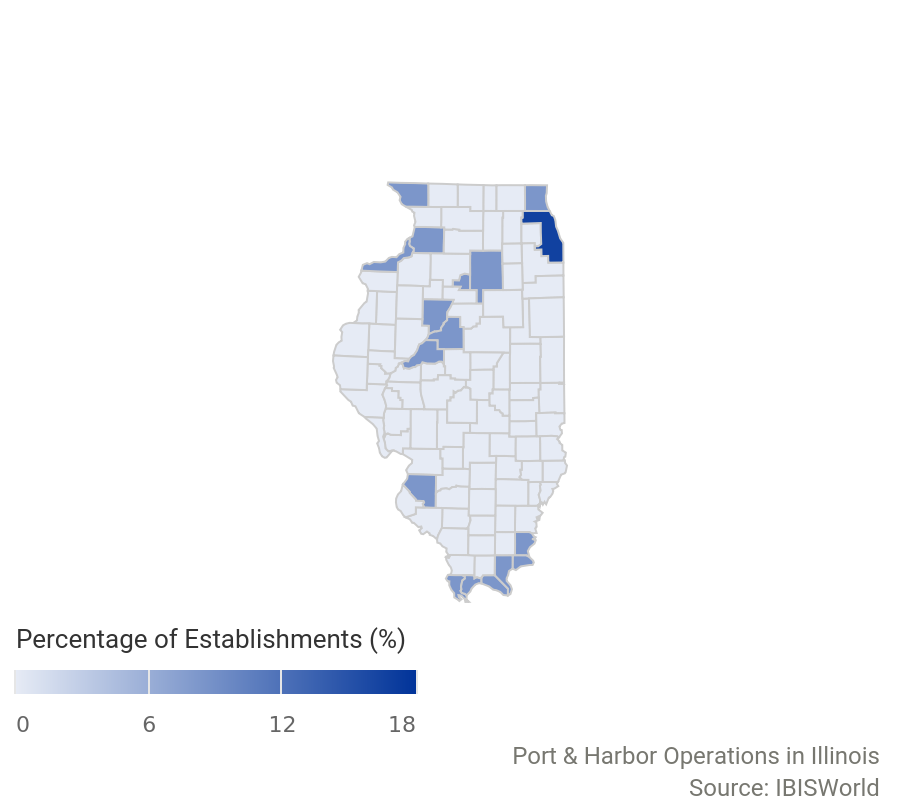 Percentage of Establishments (%)
0 6 12 18
Port & Harbor Operations in Illinois
Source: IBISWorld